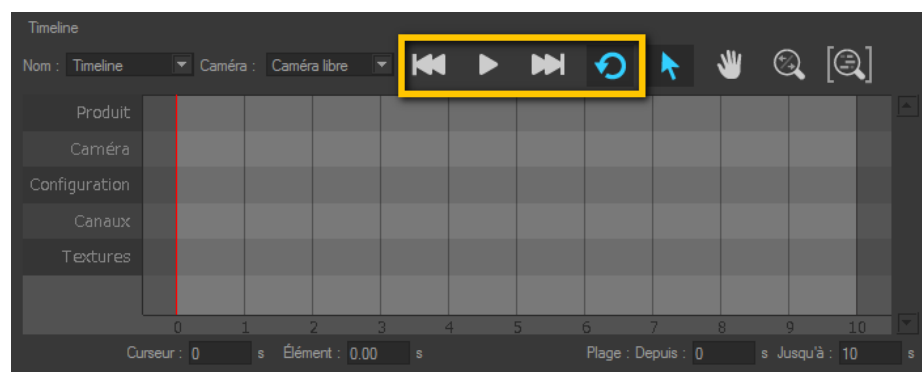 Timeline
Nom : Timeline Caméra : Caméra libre
Produit
Caméra
Configuration
Canaux
Textures
0 1 2 3 4 5 6 7 8 9 10
Curseur : 0 s Élément : 0.00 s Plage : Depuis : 0 s Jusqu'à : 10 s